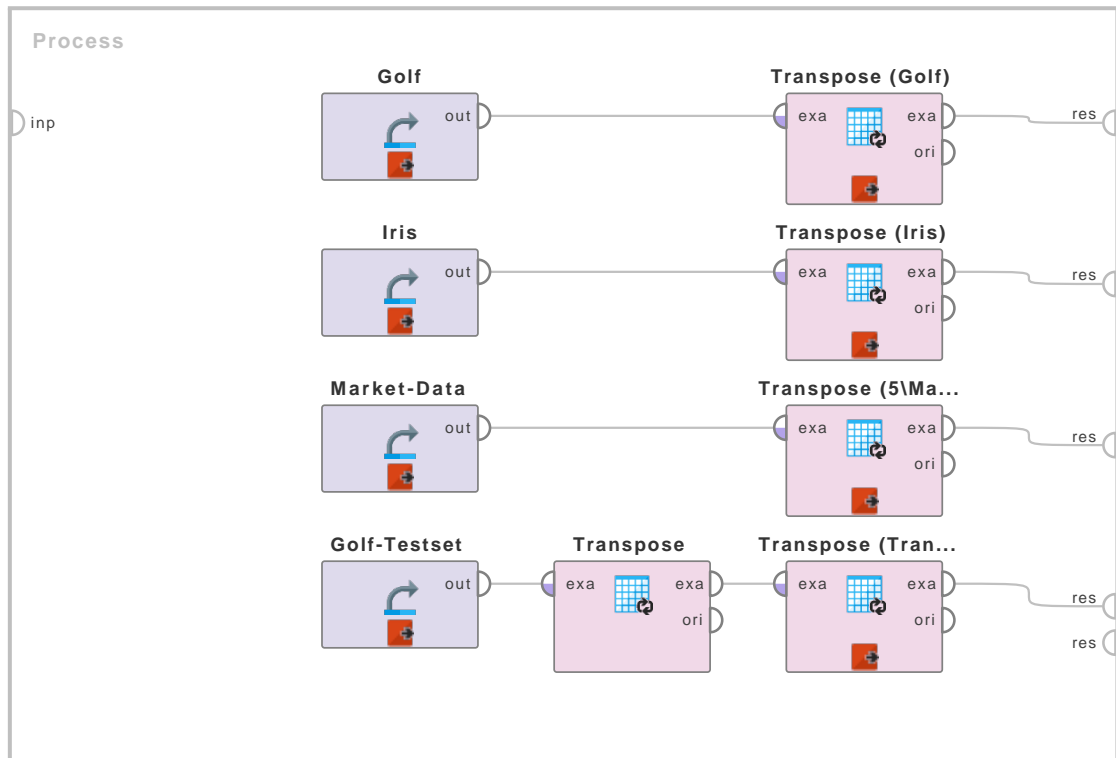 Process
inp
Golf
out
Transpose (Golf)
exa
exa
ori
res
Iris
out
Transpose (Iris)
exa
exa
ori
res
Market-Data
out
Transpose (5\Ma...
exa
exa
ori
res
Golf-Testset
out
Transpose
exa
exa
ori
Transpose (Tran...
exa
exa
ori
res
res